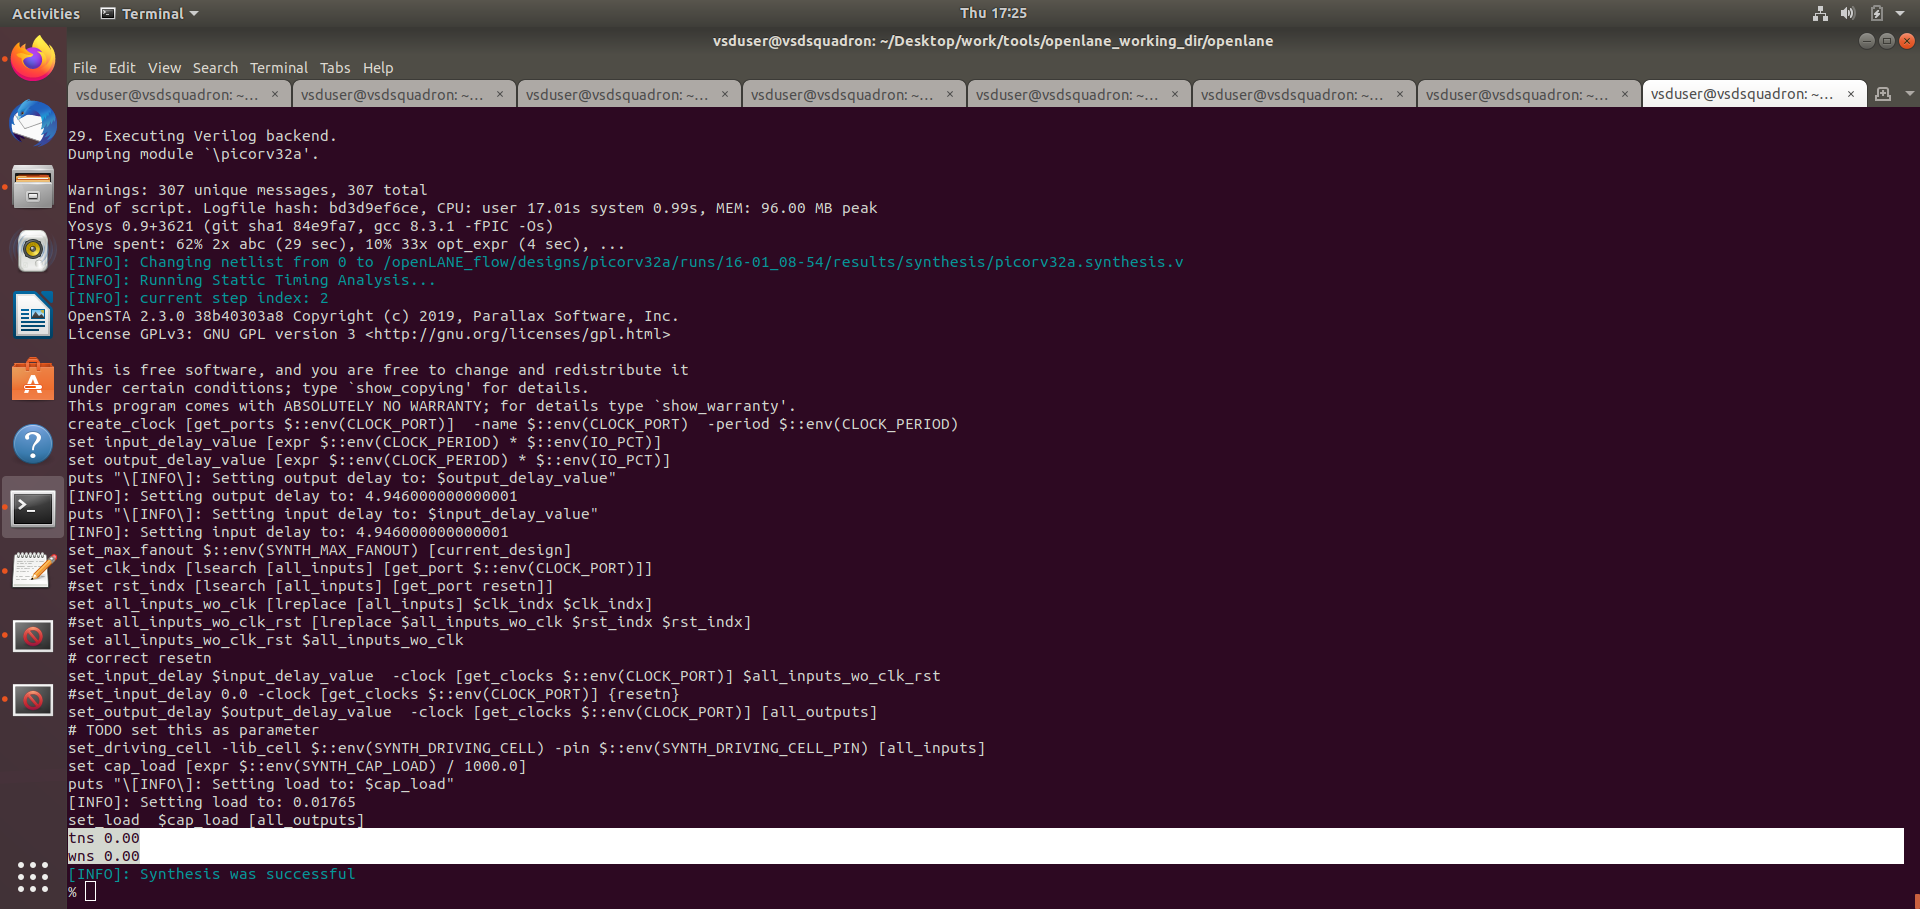 Activities Terminal Thu 17:25
vsduser@vsdsquadron: ~/Desktop/work/tools/openlane_working_dir/openlane
File Edit View Search Terminal Tabs Help
vsduser@vsdsquadron: ~... × vsduser@vsdsquadron: ~... × vsduser@vsdsquadron: ~... × vsduser@vsdsquadron: ~... × vsduser@vsdsquadron: ~... × vsduser@vsdsquadron: ~... × vsduser@vsdsquadron: ~... × vsduser@vsdsquadron: ~... ×
29. Executing Verilog backend.
Dumping module `\picorv32a'.
Warnings: 307 unique messages, 307 total
End of script. Logfile hash: bd3d9ef6ce, CPU: user 17.01s system 0.99s, MEM: 96.00 MB peak
Yosys 0.9+3621 (git sha1 84e9fa7, gcc 8.3.1 -fPIC -Os)
Time spent: 62% 2x abc (29 sec), 10% 33x opt_expr (4 sec), ...
[INFO]: Changing netlist from 0 to /openLANE_flow/designs/picorv32a/runs/16-01_08-54/results/synthesis/picorv32a.synthesis.v
[INFO]: Running Static Timing Analysis...
[INFO]: current step index: 2
OpenSTA 2.3.0 38b40303a8 Copyright (c) 2019, Parallax Software, Inc.
License GPLv3: GNU GPL version 3 <http://gnu.org/licenses/gpl.html>
This is free software, and you are free to change and redistribute it
under certain conditions; type `show_copying' for details.
This program comes with ABSOLUTELY NO WARRANTY; for details type `show_warranty'.
create_clock [get_ports $::env(CLOCK_PORT)]  -name $::env(CLOCK_PORT)  -period $::env(CLOCK_PERIOD)
set input_delay_value [expr $::env(CLOCK_PERIOD) * $::env(IO_PCT)]
set output_delay_value [expr $::env(CLOCK_PERIOD) * $::env(IO_PCT)]
puts "\[INFO\]: Setting output delay to: $output_delay_value"
[INFO]: Setting output delay to: 4.946000000000001
puts "\[INFO\]: Setting input delay to: $input_delay_value"
[INFO]: Setting input delay to: 4.946000000000001
set_max_fanout $::env(SYNTH_MAX_FANOUT) [current_design]
set clk_indx [lsearch [all_inputs] [get_port $::env(CLOCK_PORT)]]
#set rst_indx [lsearch [all_inputs] [get_port resetn]]
set all_inputs_wo_clk [lreplace [all_inputs] $clk_indx $clk_indx]
#set all_inputs_wo_clk_rst [lreplace $all_inputs_wo_clk $rst_indx $rst_indx]
set all_inputs_wo_clk_rst $all_inputs_wo_clk
# correct resetn
set_input_delay $input_delay_value  -clock [get_clocks $::env(CLOCK_PORT)] $all_inputs_wo_clk_rst
#set_input_delay 0.0 -clock [get_clocks $::env(CLOCK_PORT)] {resetn}
set_output_delay $output_delay_value  -clock [get_clocks $::env(CLOCK_PORT)] [all_outputs]
# TODO set this as parameter
set_driving_cell -lib_cell $::env(SYNTH_DRIVING_CELL) -pin $::env(SYNTH_DRIVING_CELL_PIN) [all_inputs]
set cap_load [expr $::env(SYNTH_CAP_LOAD) / 1000.0]
puts "\[INFO\]: Setting load to: $cap_load"
[INFO]: Setting load to: 0.01765
set_load  $cap_load [all_outputs]
tns 0.00
wns 0.00
[INFO]: Synthesis was successful
%